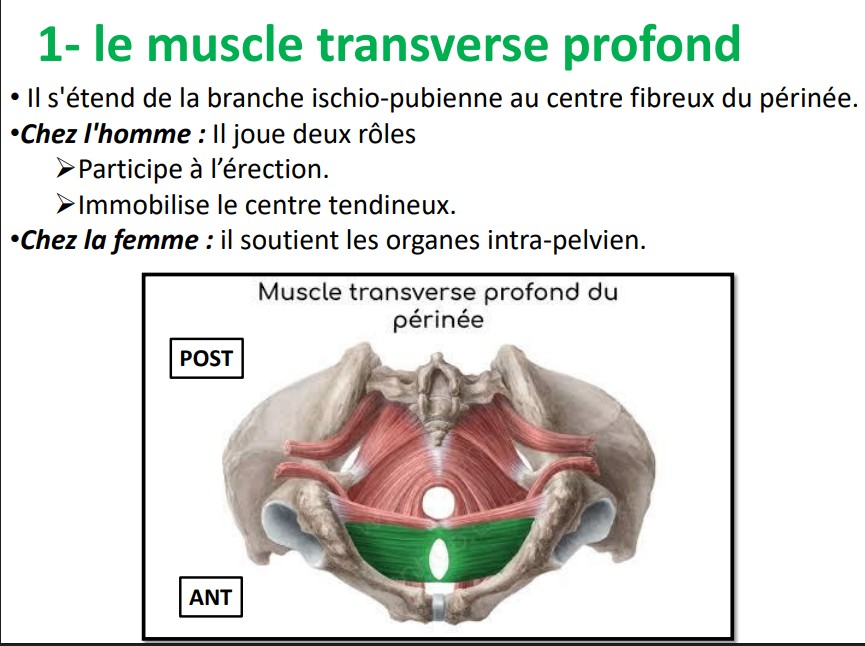 1- le muscle transverse profond
• Il s'étend de la branche ischio-pubienne au centre fibreux du périnée.
•Chez l'homme : Il joue deux rôles
➢Participe à l’érection.
➢Immobilise le centre tendineux.
•Chez la femme : il soutient les organes intra-pelvien.
Muscle transverse profond du
périnée
POST
ANT